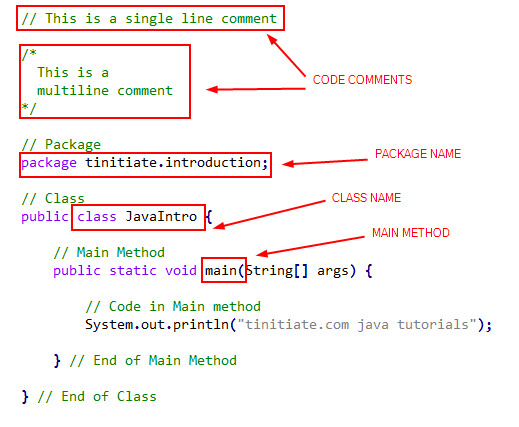 // This is a single line comment
/*
This is a
multiline comment
*/
CODE COMMENTS
// Package
package tinitiate.introduction;
PACKAGE NAME
// Class
public class JavaIntro {
CLASS NAME
// Main Method
public static void main(String[] args) {
MAIN METHOD
// Code in Main method
System.out.println("tinitiate.com java tutorials");
} // End of Main Method
} // End of Class